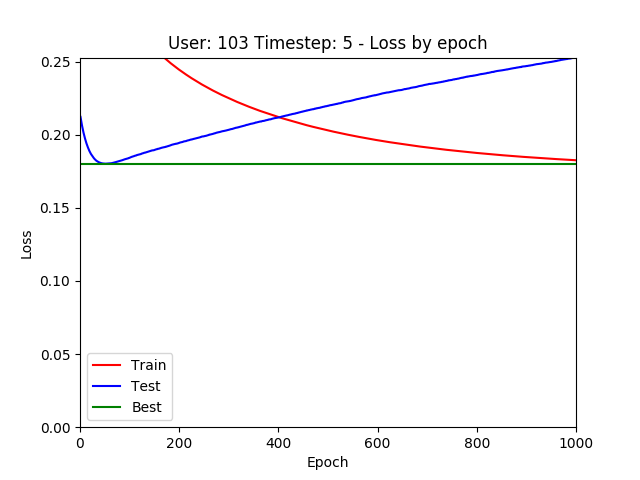 User: 103 Timestep: 5 - Loss by epoch
0.25
0.20
0.15
0.10
0.05
0.00
Loss
Train
Test
Best
0 200 400 600 800 1000
Epoch